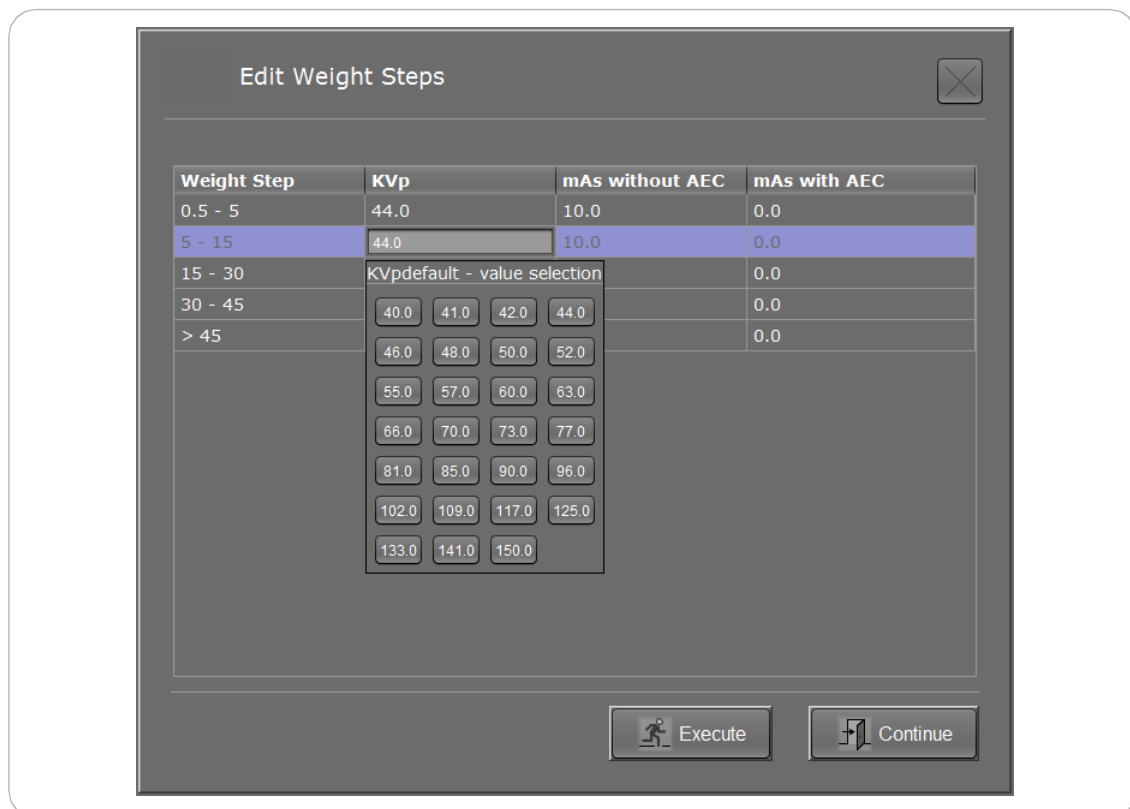 Edit Weight Steps
Weight Step KVp mAs without AEC mAs with AEC
0.5 - 5 44.0 10.0 0.0
5 - 15 44.0 10.0 0.0
15 - 30 0.0
30 - 45 0.0
> 45 0.0
KVpdefault - value selection
40.0 41.0 42.0 44.0
46.0 48.0 50.0 52.0
55.0 57.0 60.0 63.0
66.0 70.0 73.0 77.0
81.0 85.0 90.0 96.0
102.0 109.0 117.0 125.0
133.0 141.0 150.0
Execute Continue